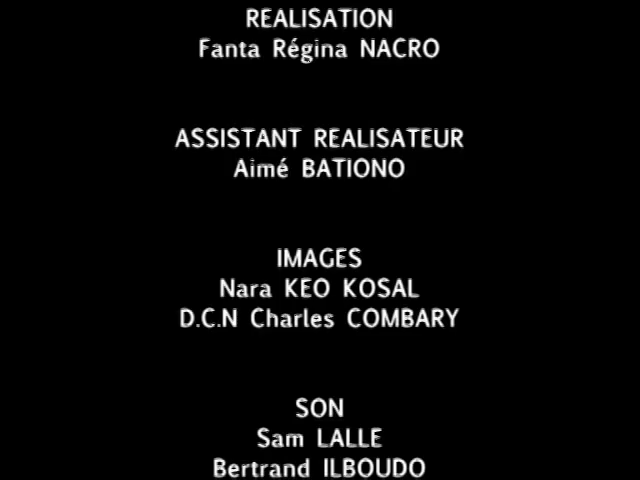 REALISATION
Fanta Régina NACRO
ASSISTANT REALISATEUR
Aimé BATIONO
IMAGES
Nara KEO KOSAL
D.C.N Charles COMBARY
SON
Sam LALLE
Bertrand ILBOUDO